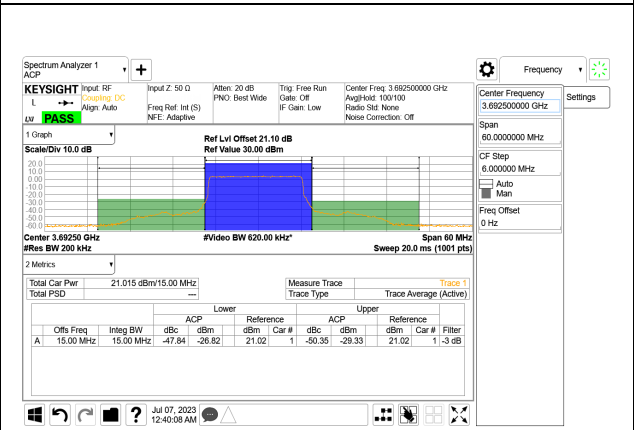 Spectrum Analyzer 1
ACP
+
Frequency
KEYSIGHT Input: RF
Coupling: DC
Align: Auto
Input Z: 50 Ω
Freq Ref: Int (S)
NFE: Adaptive
Atten: 20 dB
PNO: Best Wide
Trig: Free Run
Gate: Off
IF Gain: Low
Center Freq: 3.692500000 GHz
Avg|Hold: 100/100
Radio Std: None
Noise Correction: Off
L
LXI PASS
Center Frequency
3.692500000 GHz
Settings
Span
60.0000000 MHz
CF Step
6.000000 MHz
Auto
Man
Freq Offset
0 Hz
1 Graph
Scale/Div 10.0 dB
Ref Lvl Offset 21.10 dB
Ref Value 30.00 dBm
20.0
10.0
0.00
-10.0
-20.0
-30.0
-40.0
-50.0
-60.0
Center 3.69250 GHz
#Video BW 620.00 kHz*
Span 60 MHz
#Res BW 200 kHz
Sweep 20.0 ms (1001 pts)
2 Metrics
Total Car Pwr 21.015 dBm/15.00 MHz
Total PSD ---
Measure Trace Trace 1
Trace Type Trace Average (Active)
Lower Upper
ACP Reference ACP Reference
Offs Freq Integ BW dBc dBm dBm Car # dBc dBm dBm Car # Filter
A 15.00 MHz 15.00 MHz -47.84 -26.82 21.02 1 -50.35 -29.33 21.02 1 -3 dB
?
Jul 07, 2023
12:40:08 AM